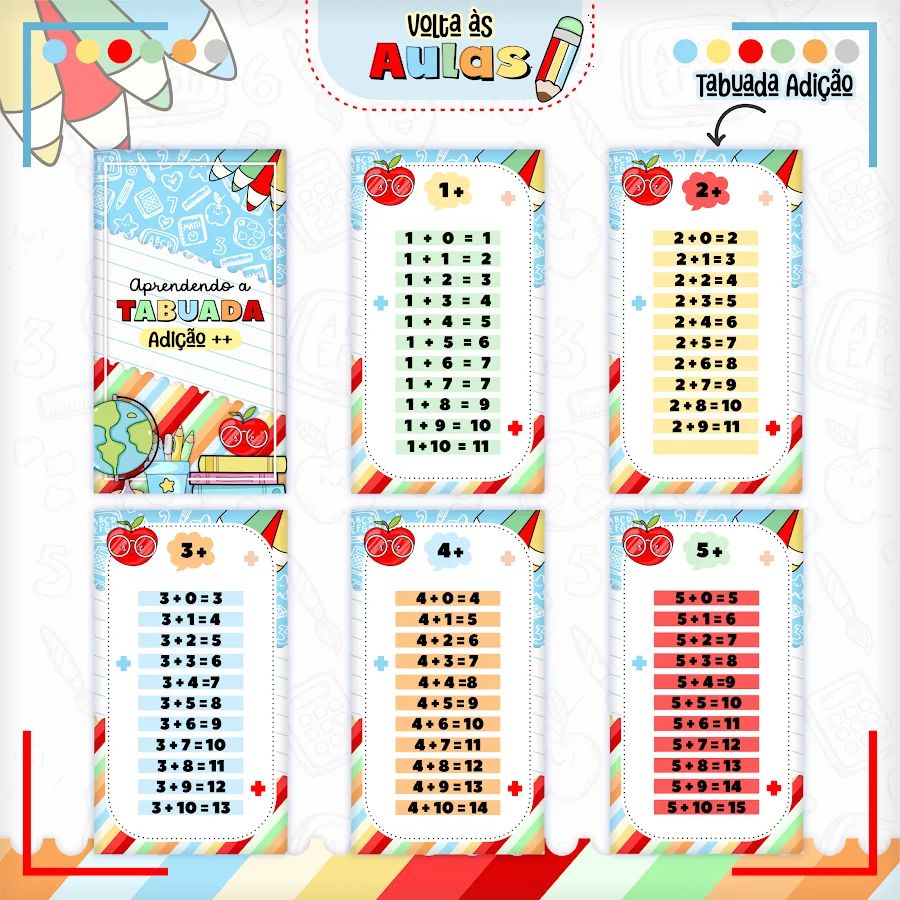 Volta às
Aulas
Tabuada Adição
Aprendendo a
TABUADA
Adição ++
1+
1 + 0 = 1
1 + 1 = 2
1 + 2 = 3
1 + 3 = 4
1 + 4 = 5
1 + 5 = 6
1 + 6 = 7
1 + 7 = 7
1 + 8 = 9
1 + 9 = 10
1+10 = 11
2+
2+0=2
2+1=3
2+2=4
2+3=5
2+4=6
2+5=7
2+6=8
2+7=9
2+8=10
2+9=11
3+
3+0=3
3+1=4
3+2=5
3+3=6
3+4=7
3+5=8
3+6=9
3+7=10
3+8=11
3+9=12
3+10=13
4+
4+0=4
4+1=5
4+2=6
4+3=7
4+4=8
4+5=9
4+6=10
4+7=11
4+8=12
4+9=13
4+10=14
5+
5+0=5
5+1=6
5+2=7
5+3=8
5+4=9
5+5=10
5+6=11
5+7=12
5+8=13
5+9=14
5+10=15